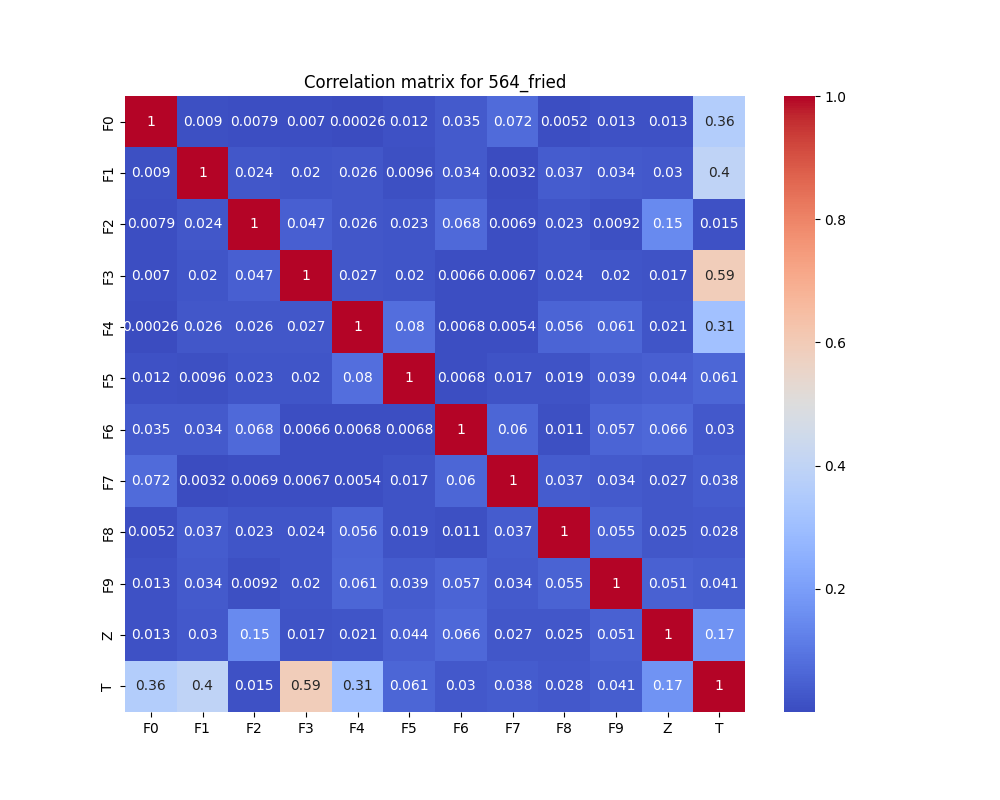 Correlation matrix for 564_fried
F0 1 0.009 0.0079 0.007 0.00026 0.012 0.035 0.072 0.0052 0.013 0.013 0.36
F1 0.009 1 0.024 0.02 0.026 0.0096 0.034 0.0032 0.037 0.034 0.03 0.4
F2 0.0079 0.024 1 0.047 0.026 0.023 0.068 0.0069 0.023 0.0092 0.15 0.015
F3 0.007 0.02 0.047 1 0.027 0.02 0.0066 0.0067 0.024 0.02 0.017 0.59
F4 0.00026 0.026 0.026 0.027 1 0.08 0.0068 0.0054 0.056 0.061 0.021 0.31
F5 0.012 0.0096 0.023 0.02 0.08 1 0.0068 0.017 0.019 0.039 0.044 0.061
F6 0.035 0.034 0.068 0.0066 0.0068 0.0068 1 0.06 0.011 0.057 0.066 0.03
F7 0.072 0.0032 0.0069 0.0067 0.0054 0.017 0.06 1 0.037 0.034 0.027 0.038
F8 0.0052 0.037 0.023 0.024 0.056 0.019 0.011 0.037 1 0.055 0.025 0.028
F9 0.013 0.034 0.0092 0.02 0.061 0.039 0.057 0.034 0.055 1 0.051 0.041
Z 0.013 0.03 0.15 0.017 0.021 0.044 0.066 0.027 0.025 0.051 1 0.17
T 0.36 0.4 0.015 0.59 0.31 0.061 0.03 0.038 0.028 0.041 0.17 1
F0 F1 F2 F3 F4 F5 F6 F7 F8 F9 Z T
1.0
0.8
0.6
0.4
0.2